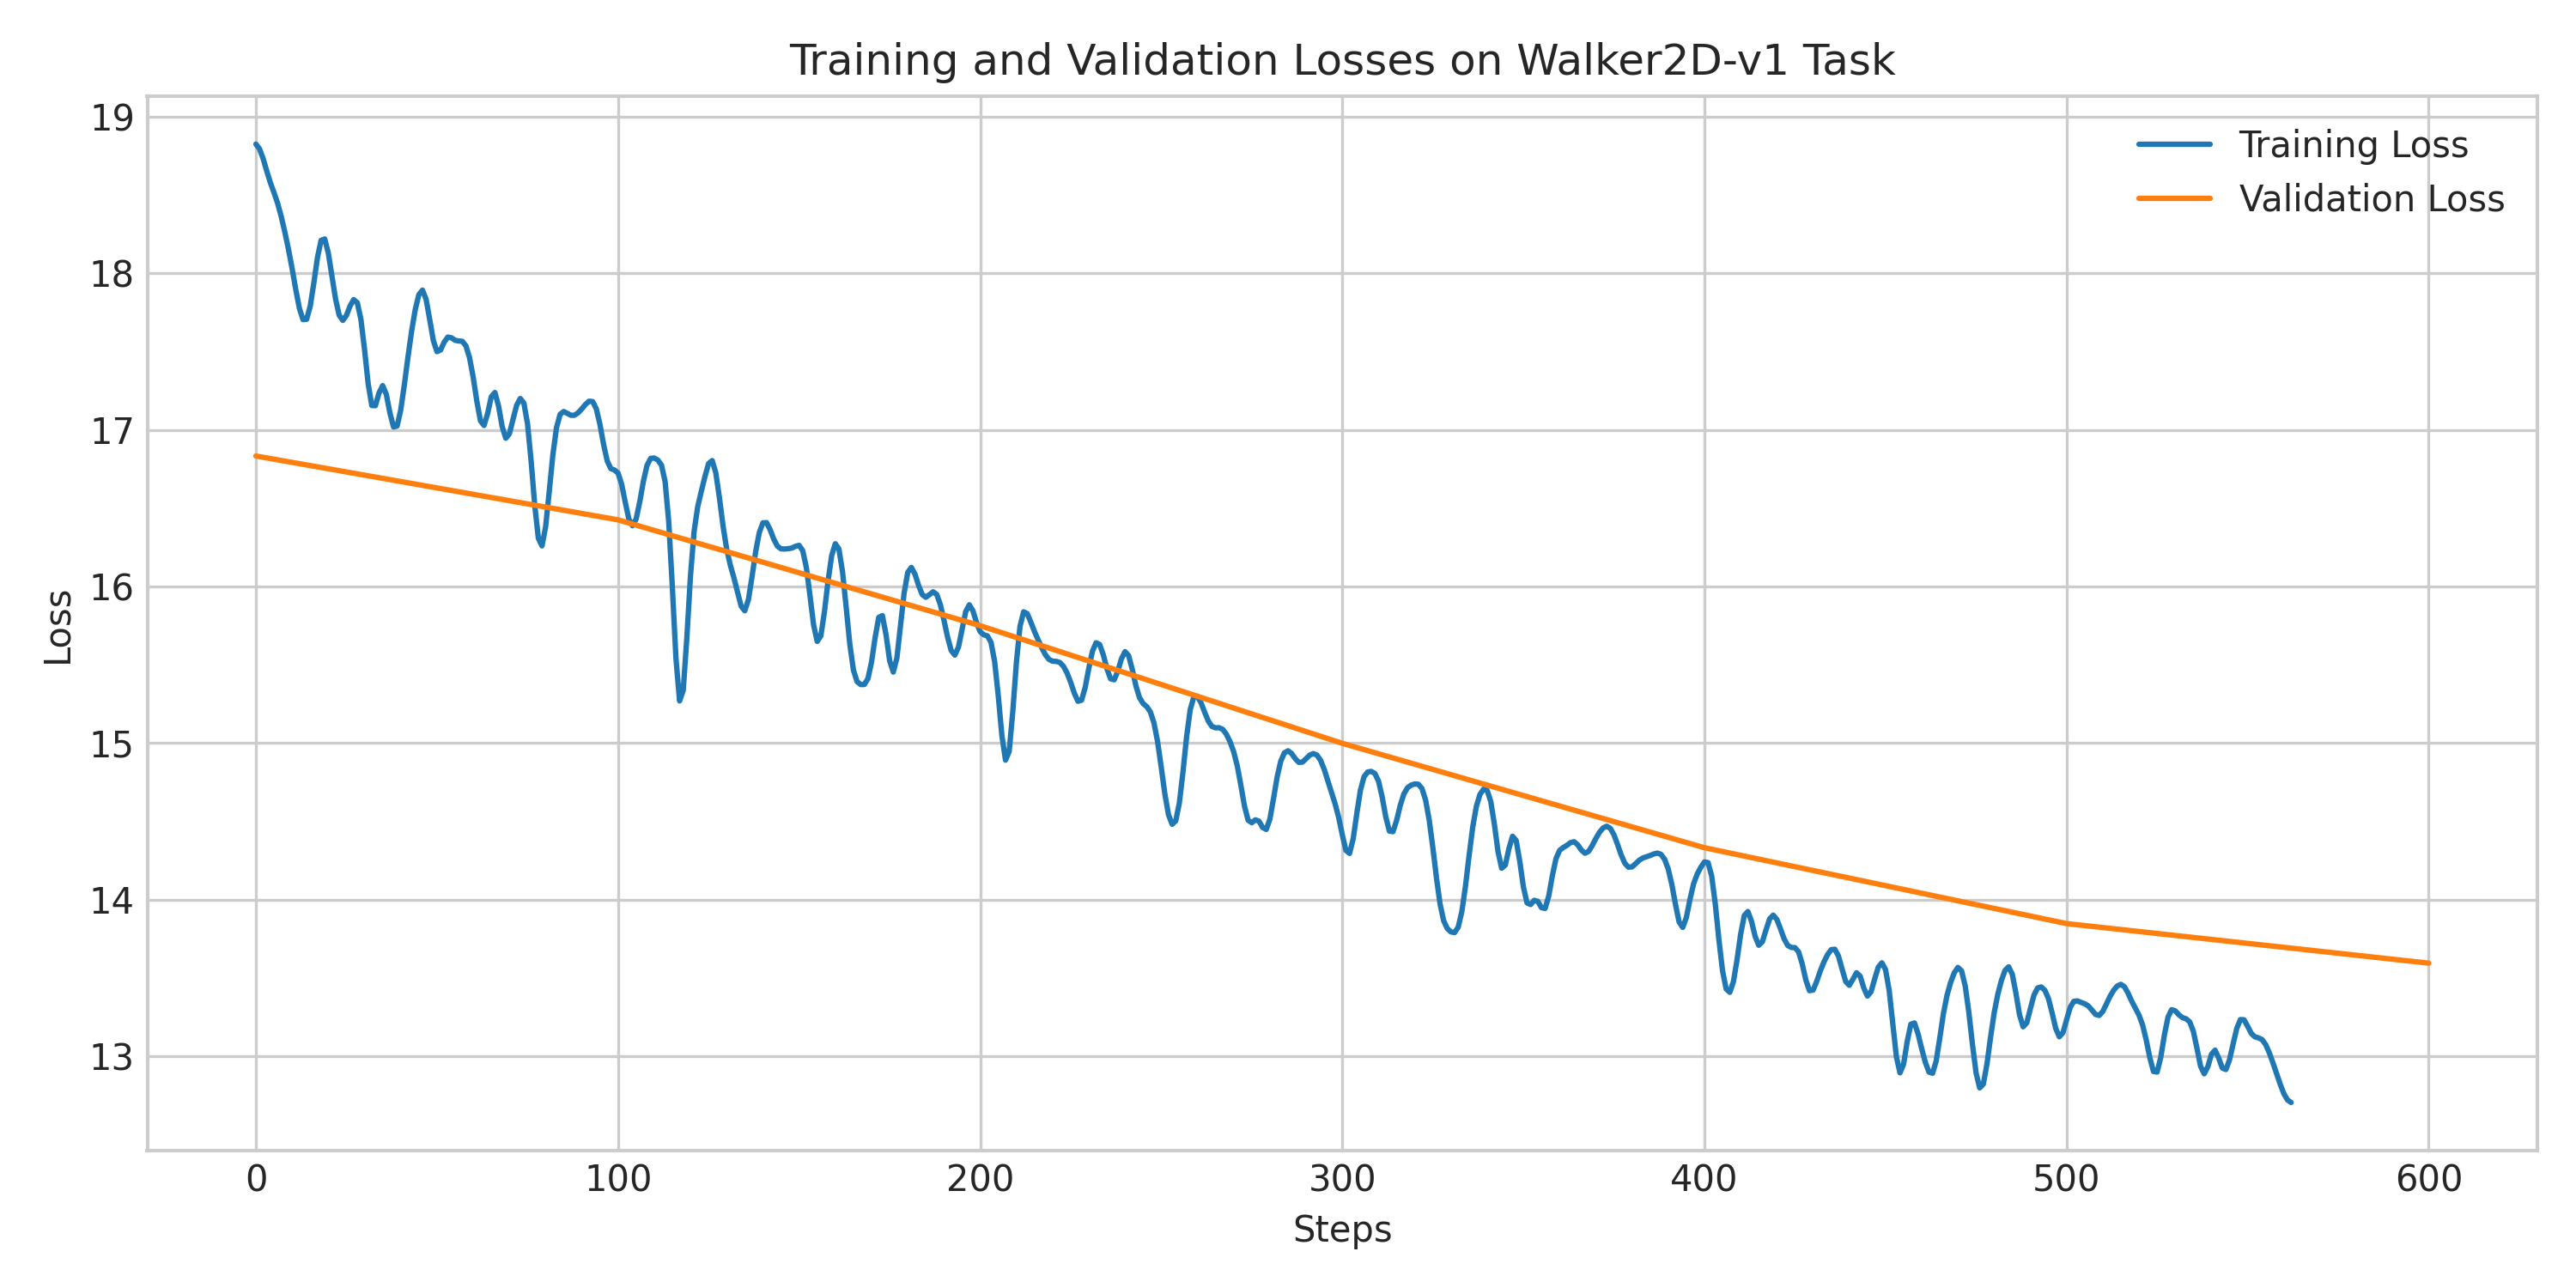 Training and Validation Losses on Walker2D-v1 Task
Training Loss
Validation Loss
Loss
19
18
17
16
15
14
13
0 100 200 300 400 500 600
Steps